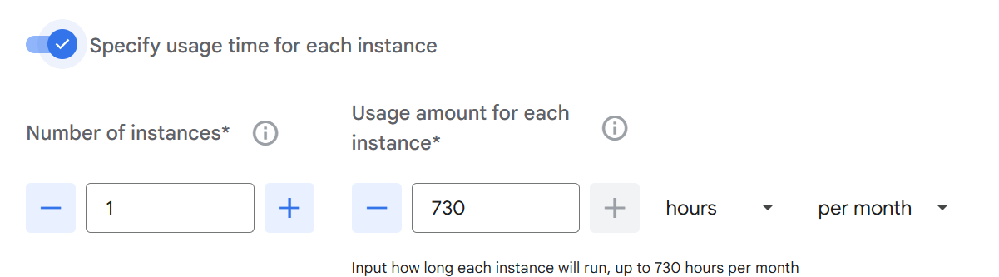 Specify usage time for each instance
Number of instances*
Usage amount for each
instance*
1
730
hours
per month
Input how long each instance will run, up to 730 hours per month